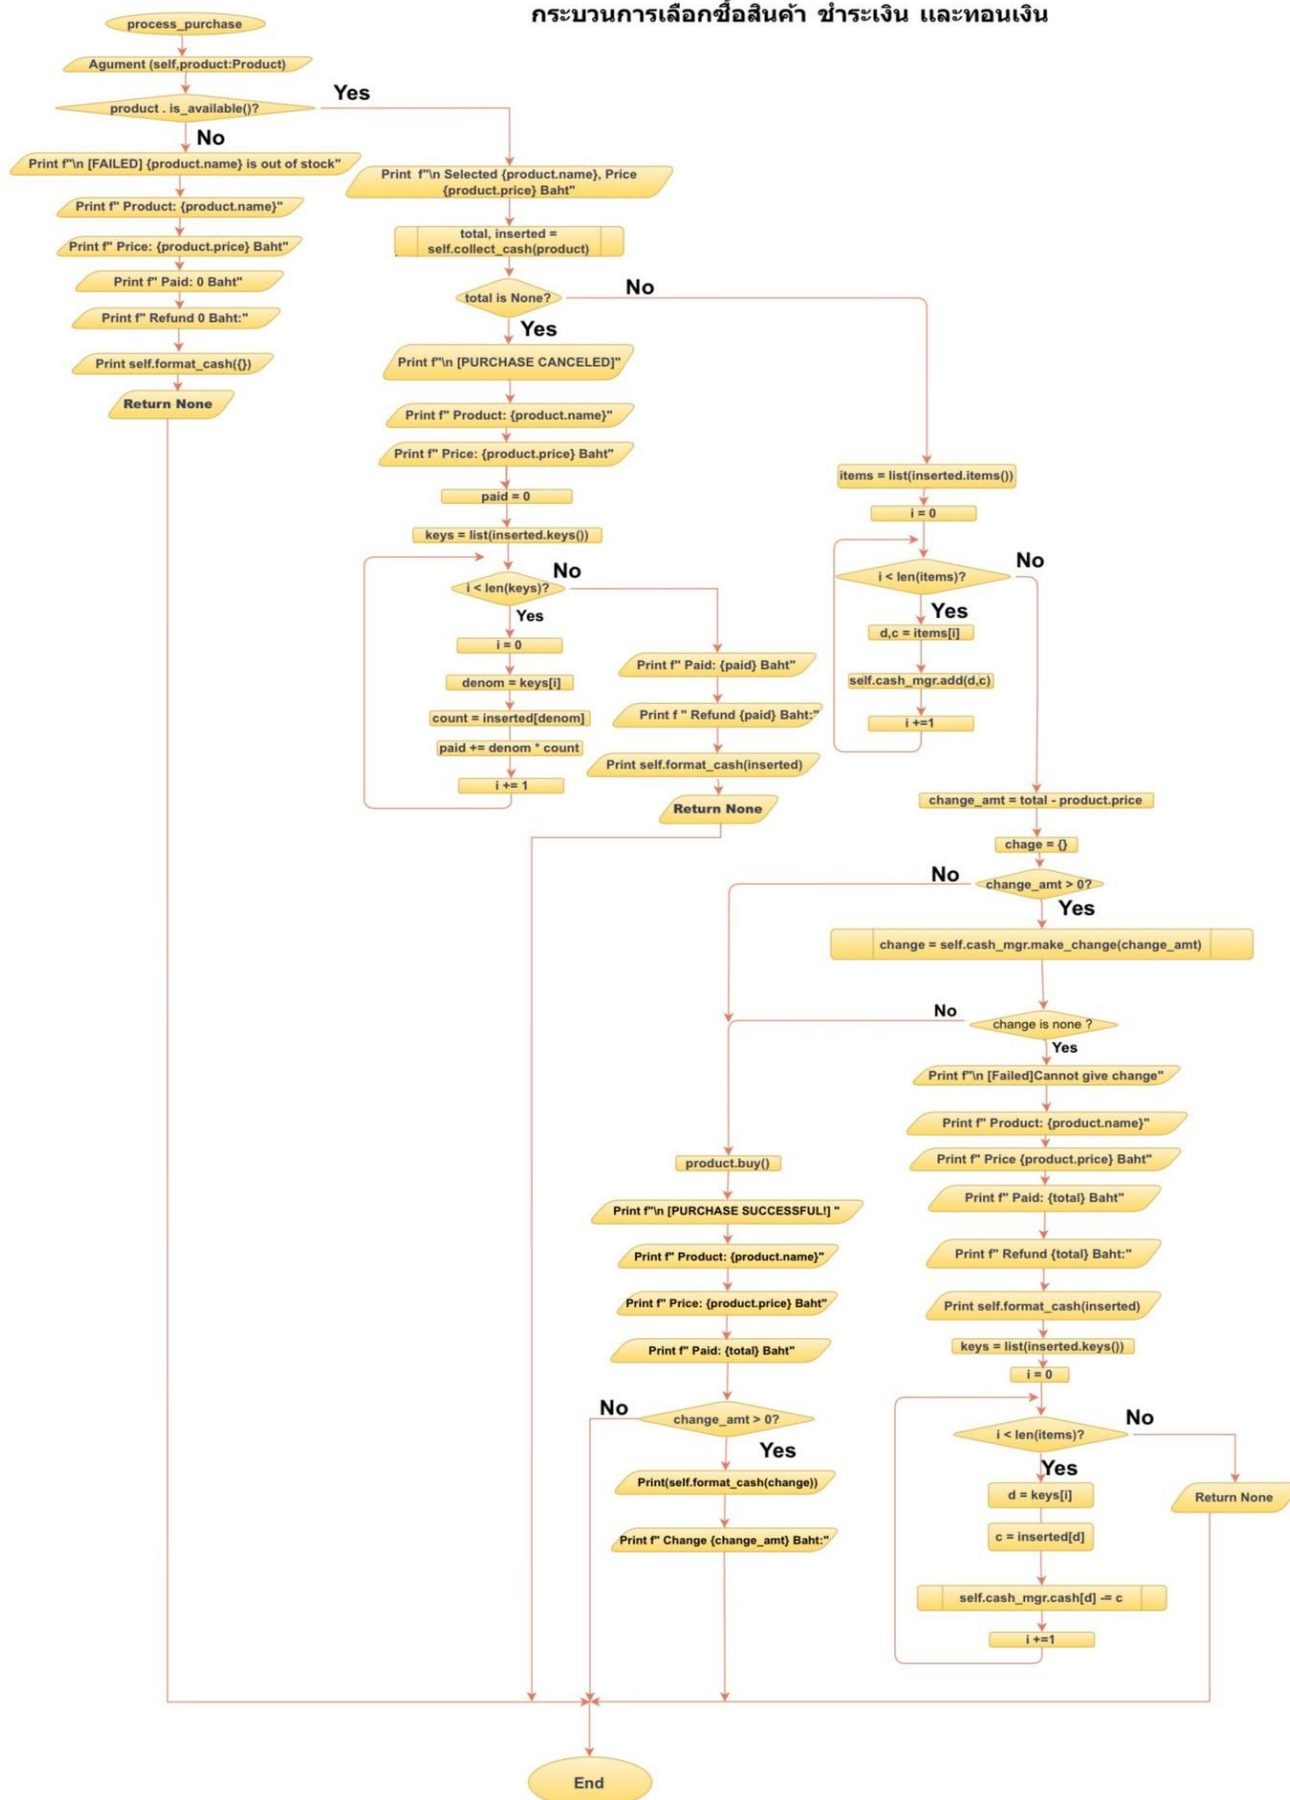 กระบวนการเลือกซื้อสินค้า ชำระเงิน และทอนเงิน
process_purchase
Agument (self,product:Product)
product . is_available()?
Yes
No
Print f"\n [FAILED] {product.name} is out of stock"
Print f" Product: {product.name}"
Print f" Price: {product.price} Baht"
Print f" Paid: 0 Baht"
Print f" Refund 0 Baht:"
Print self.format_cash({})
Return None
Print f"\n Selected {product.name}, Price
{product.price} Baht"
total, inserted =
self.collect_cash(product)
total is None?
No
Yes
Print f"\n [PURCHASE CANCELED]"
Print f" Product: {product.name}"
Print f" Price: {product.price} Baht"
paid = 0
keys = list(inserted.keys())
i < len(keys)?
No
Yes
i = 0
denom = keys[i]
count = inserted[denom]
paid += denom * count
i += 1
Print f" Paid: {paid} Baht"
Print f " Refund {paid} Baht:"
Print self.format_cash(inserted)
Return None
items = list(inserted.items())
i = 0
i < len(items)?
No
Yes
d,c = items[i]
self.cash_mgr.add(d,c)
i +=1
change_amt = total - product.price
chage = {}
change_amt > 0?
No
Yes
change = self.cash_mgr.make_change(change_amt)
change is none ?
No
Yes
Print f"\n [Failed]Cannot give change"
Print f" Product: {product.name}"
Print f" Price {product.price} Baht"
Print f" Paid: {total} Baht"
Print f" Refund {total} Baht:"
Print self.format_cash(inserted)
keys = list(inserted.keys())
i = 0
i < len(items)?
No
Yes
d = keys[i]
c = inserted[d]
self.cash_mgr.cash[d] -= c
i +=1
Return None
product.buy()
Print f"\n [PURCHASE SUCCESSFUL!] "
Print f" Product: {product.name}"
Print f" Price: {product.price} Baht"
Print f" Paid: {total} Baht"
change_amt > 0?
No
Yes
Print(self.format_cash(change))
Print f" Change {change_amt} Baht:"
End